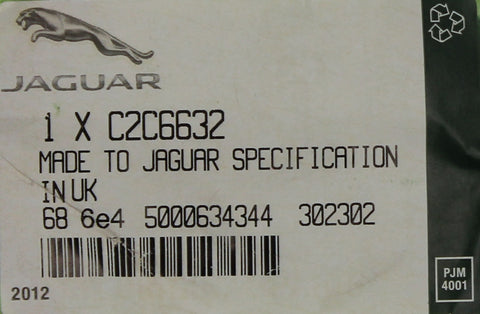 JAGUAR
1 X C2C6632
MADE TO JAGUAR SPECIFICATION
IN UK
68 6e4 5000634344 302302
2012
PJM
4001